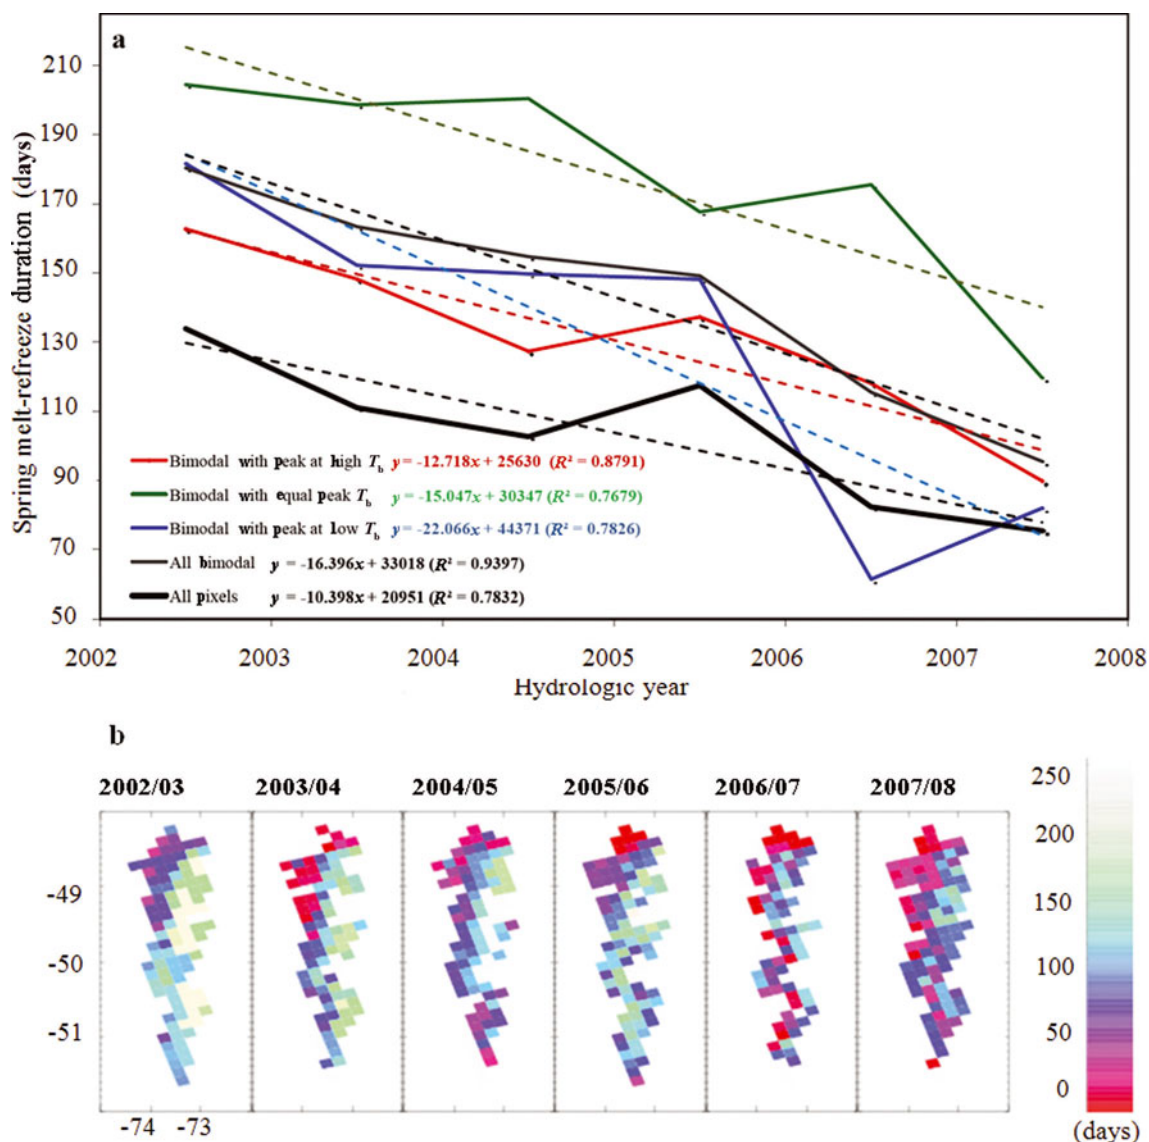 a
Spring melt-refreeze duration (days)
210
190
170
150
130
110
90
70
50
Bimodal with peak at high Tb y = -12.718x + 25630 (R² = 0.8791)
Bimodal with equal peak Tb y = -15.047x + 30347 (R² = 0.7679)
Bimodal with peak at low Tb y = -22.066x + 44371 (R² = 0.7826)
All bimodal y = -16.396x + 33018 (R² = 0.9397)
All pixels y = -10.398x + 20951 (R² = 0.7832)
2002 2003 2004 2005 2006 2007 2008
Hydrologic year
b
2002/03 2003/04 2004/05 2005/06 2006/07 2007/08
-49
-50
-51
-74 -73
250
200
150
100
50
0
(days)